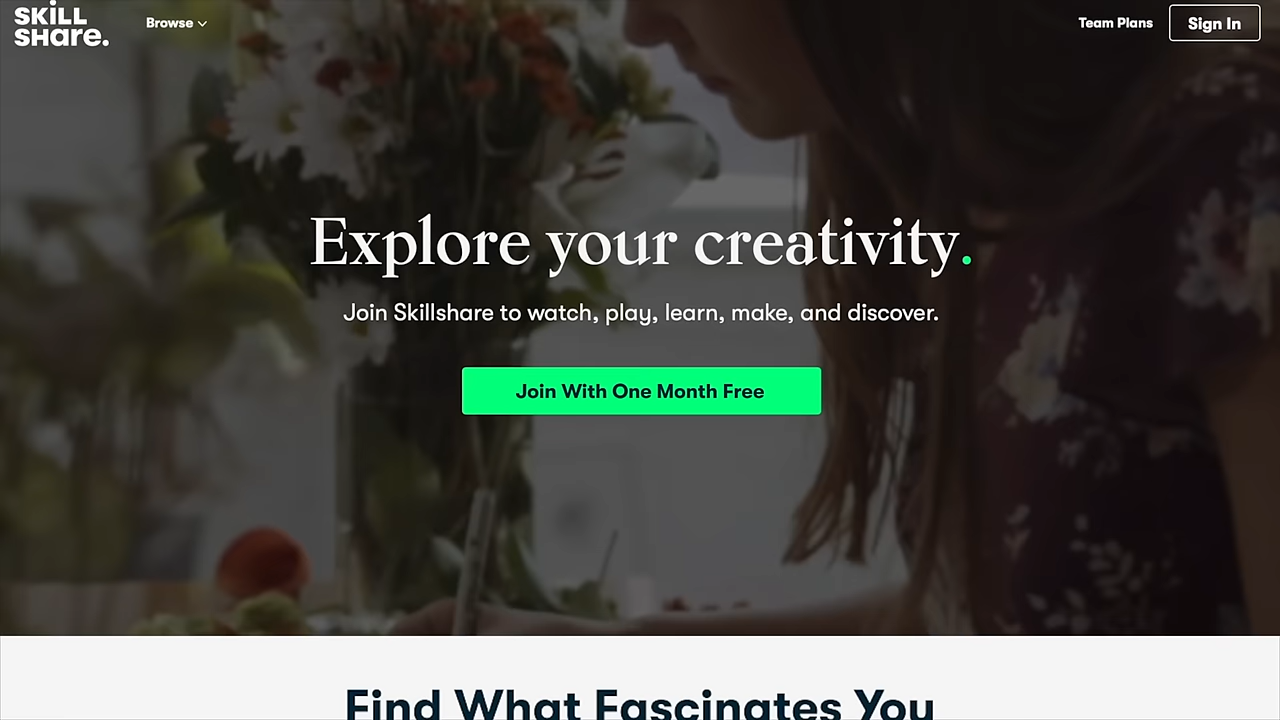 SKiLL
SHare.
Browse
Team Plans
Sign In
Explore your creativity.
Join Skillshare to watch, play, learn, make, and discover.
Join With One Month Free
Find What Fascinates You